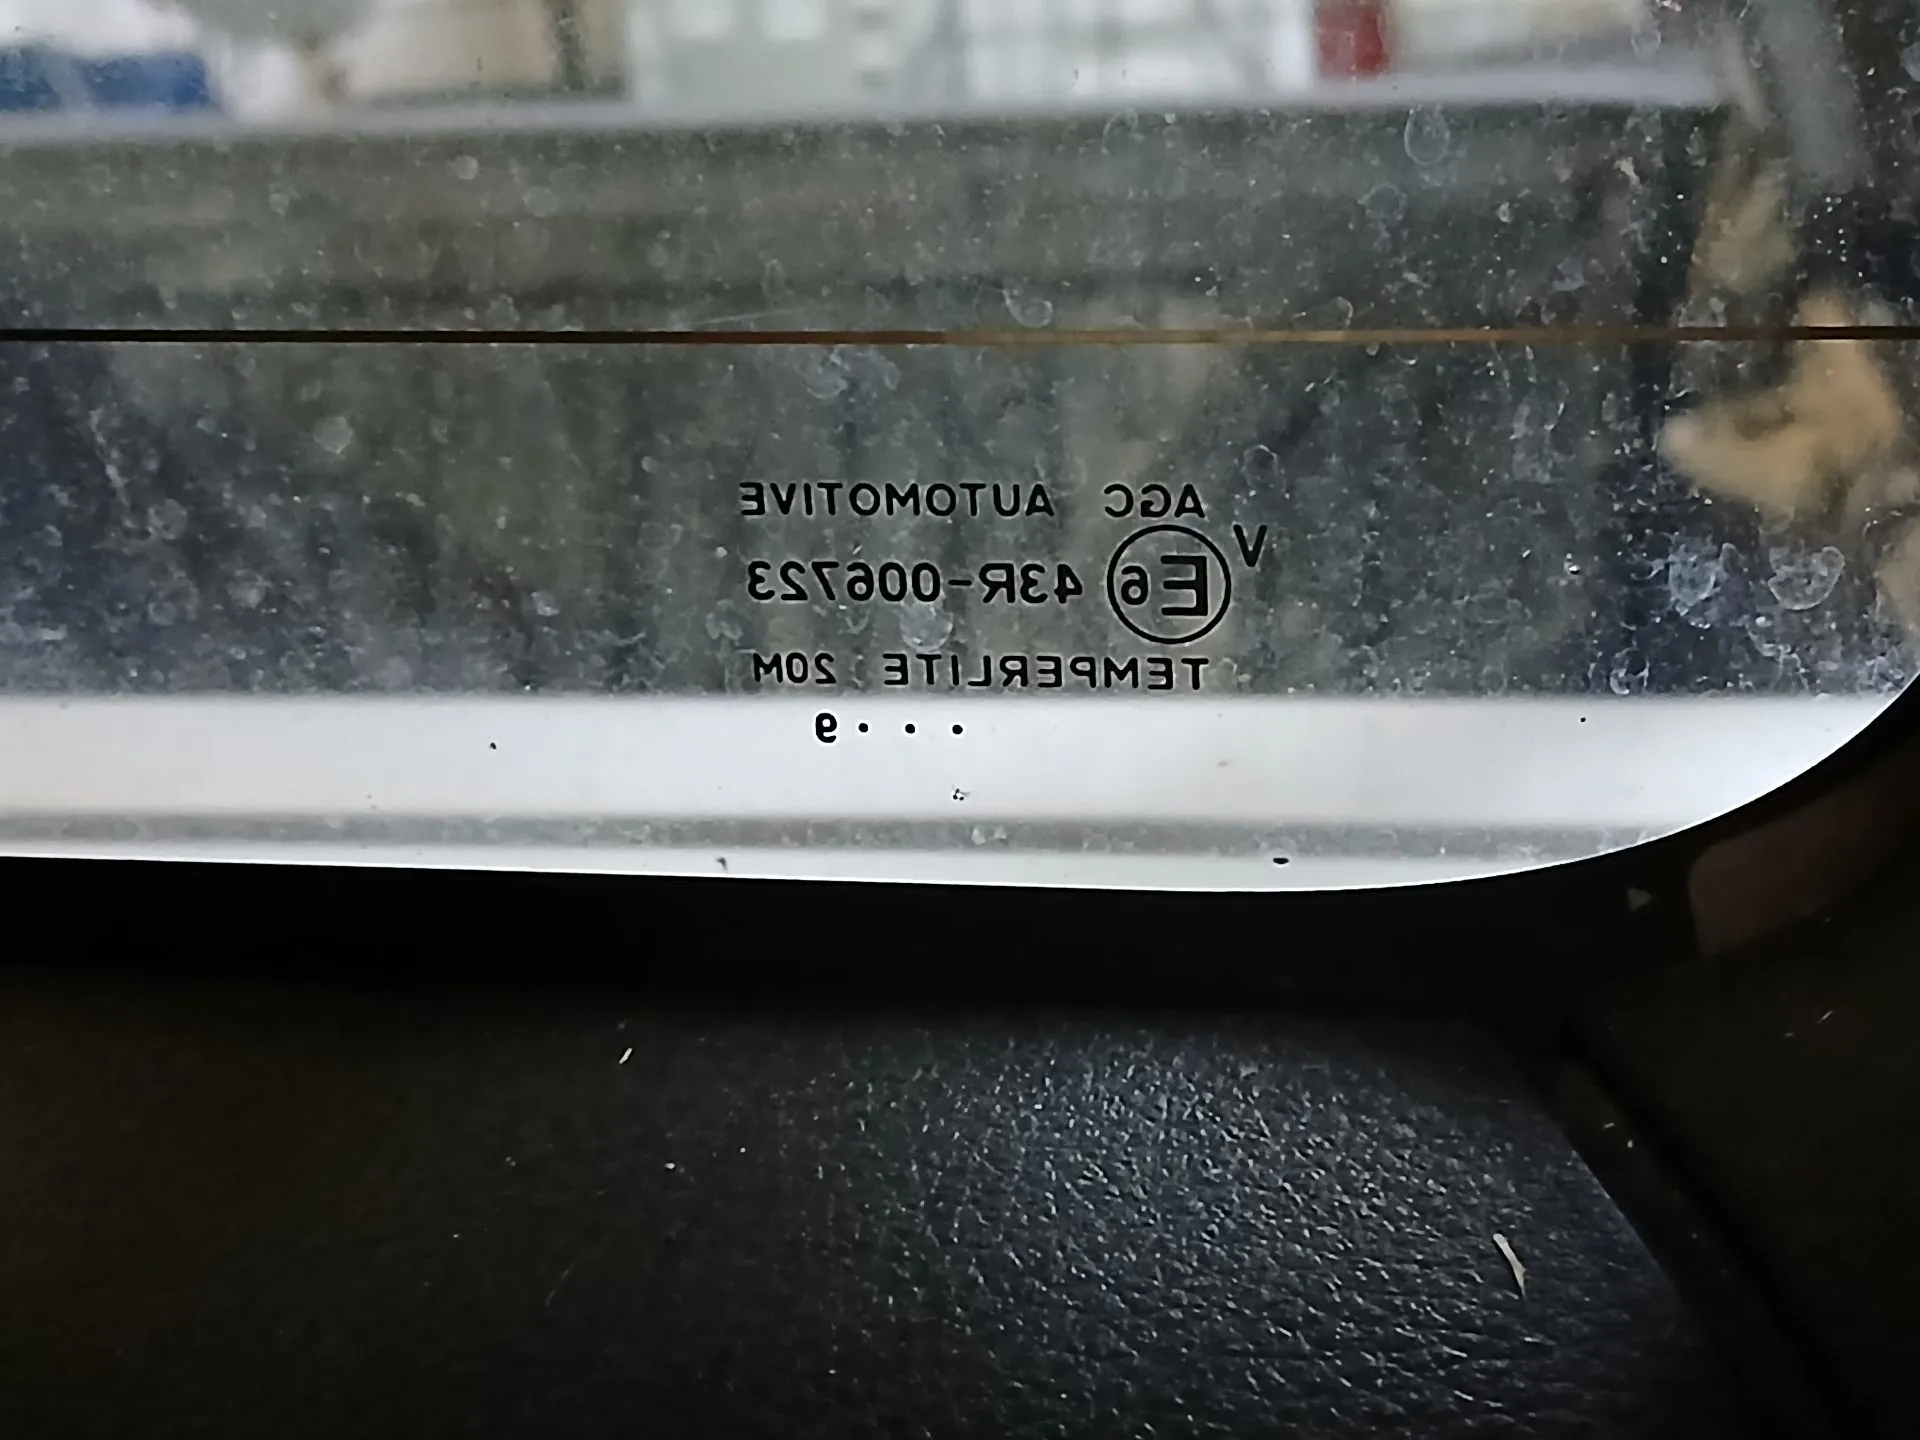 AGC AUTOMOTIVE
V
E6 43R-006723
TEMPERLITE 20M
• • • 9